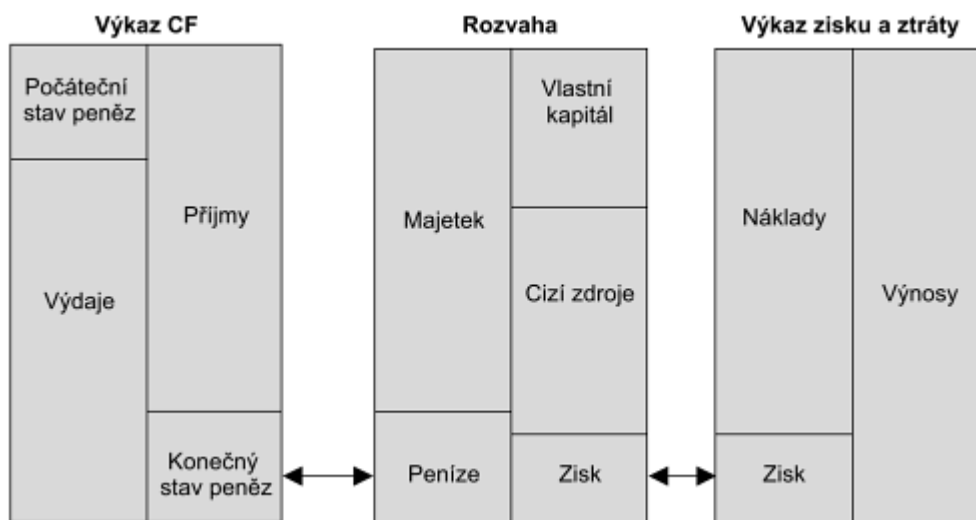 Výkaz CF
Počáteční
stav peněz
Výdaje
Příjmy
Konečný
stav peněz
Rozvaha
Majetek
Peníze
Vlastní
kapitál
Cizí zdroje
Zisk
Výkaz zisku a ztráty
Náklady
Zisk
Výnosy